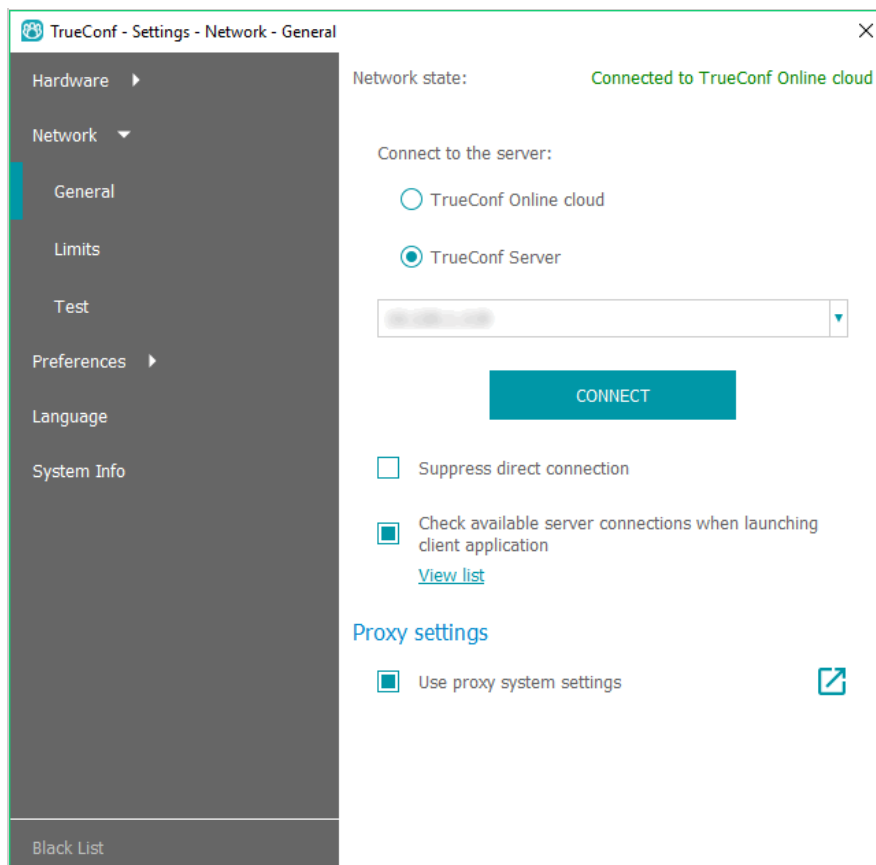 TrueConf - Settings - Network - General
Hardware
Network
General
Limits
Test
Preferences
Language
System Info
Black List
Network state:
Connected to TrueConf Online cloud
Connect to the server:
TrueConf Online cloud
TrueConf Server
CONNECT
Suppress direct connection
Check available server connections when launching
client application
View list
Proxy settings
Use proxy system settings